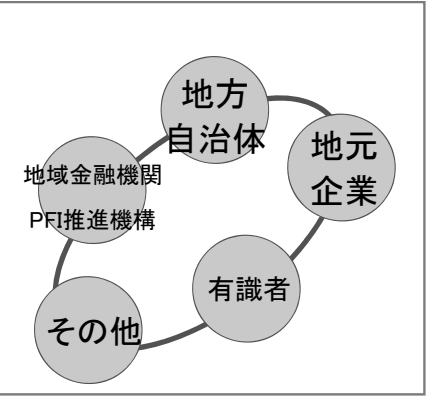 地方
自治体
地元
企業
地域金融機関
PFI推進機構
有識者
その他